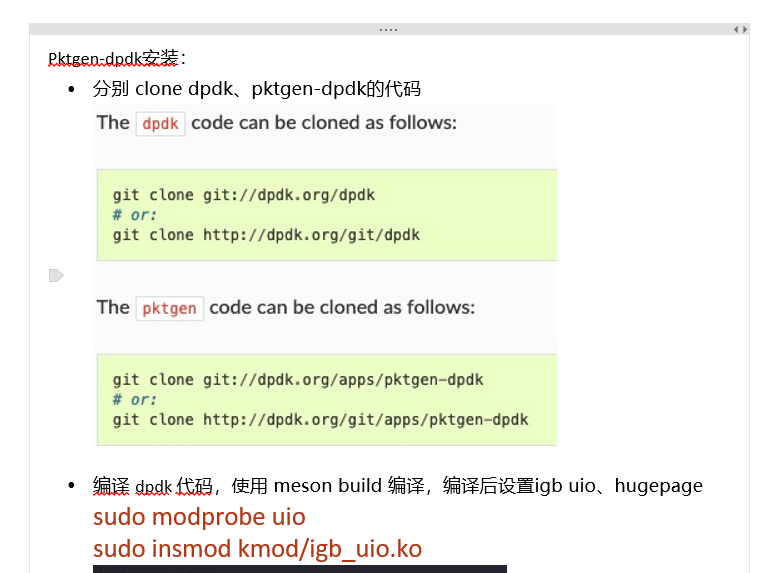 Pktgen-dpdk安装：
• 分别 clone dpdk、pktgen-dpdk的代码
The dpdk code can be cloned as follows:
git clone git://dpdk.org/dpdk
# or:
git clone http://dpdk.org/git/dpdk
The pktgen code can be cloned as follows:
git clone git://dpdk.org/apps/pktgen-dpdk
# or:
git clone http://dpdk.org/git/apps/pktgen-dpdk
• 编译 dpdk 代码，使用 meson build 编译，编译后设置igb uio、hugepage
sudo modprobe uio
sudo insmod kmod/igb_uio.ko